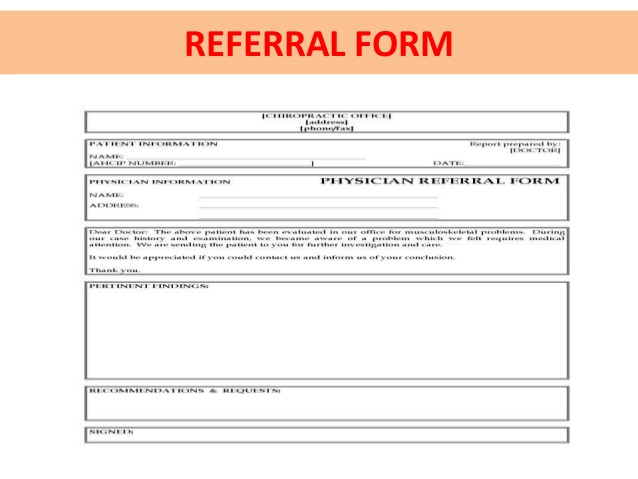 REFERRAL FORM
[CHIROPRACTIC OFFICE]
[address]
[phone/fax]
PATIENT INFORMATION Report prepared by:
[DOCTOR]
NAME:
[AHCIP NUMBER: ] DATE:
PHYSICIAN INFORMATION PHYSICIAN REFERRAL FORM
NAME:
ADDRESS:
Dear Doctor: The above patient has been evaluated in our office for musculoskeletal problems. During
our case history and examination, we became aware of a problem which we felt requires medical
attention. We are sending the patient to you for further investigation and care.
It would be appreciated if you could contact us and inform us of your conclusion.
Thank you.
PERTINENT FINDINGS:
RECOMMENDATIONS & REQUESTS:
SIGNED: